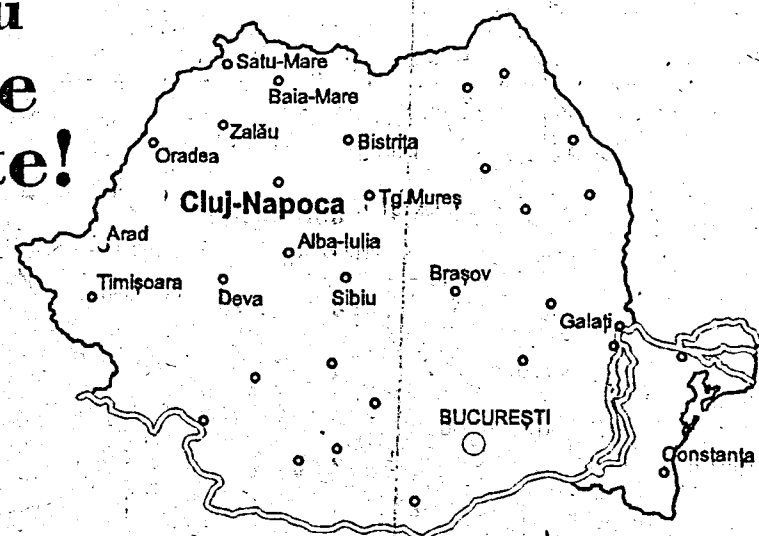 te!
Satu-Mare
Baia-Mare
Zalău
Oradea
Bistrița
Cluj-Napoca
Tg.Mureș
Arad
Alba-Iulia
Timișoara
Deva
Sibiu
Brașov
Galați
BUCUREȘTI
Constanța